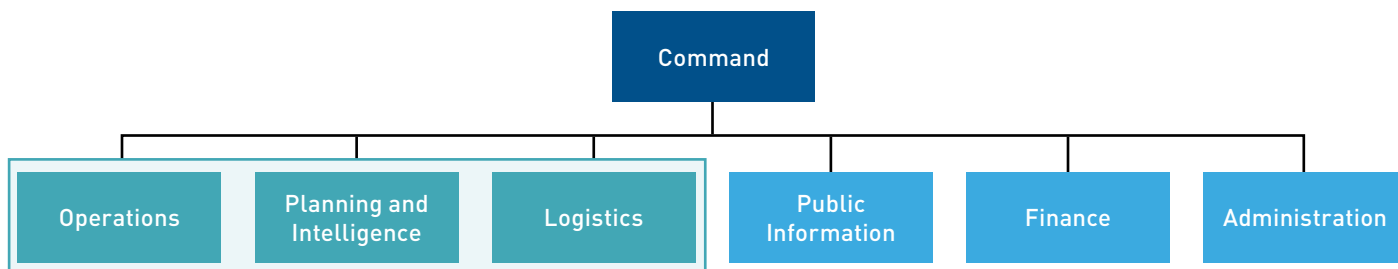 Command
Operations
Planning and
Intelligence
Logistics
Public
Information
Finance
Administration